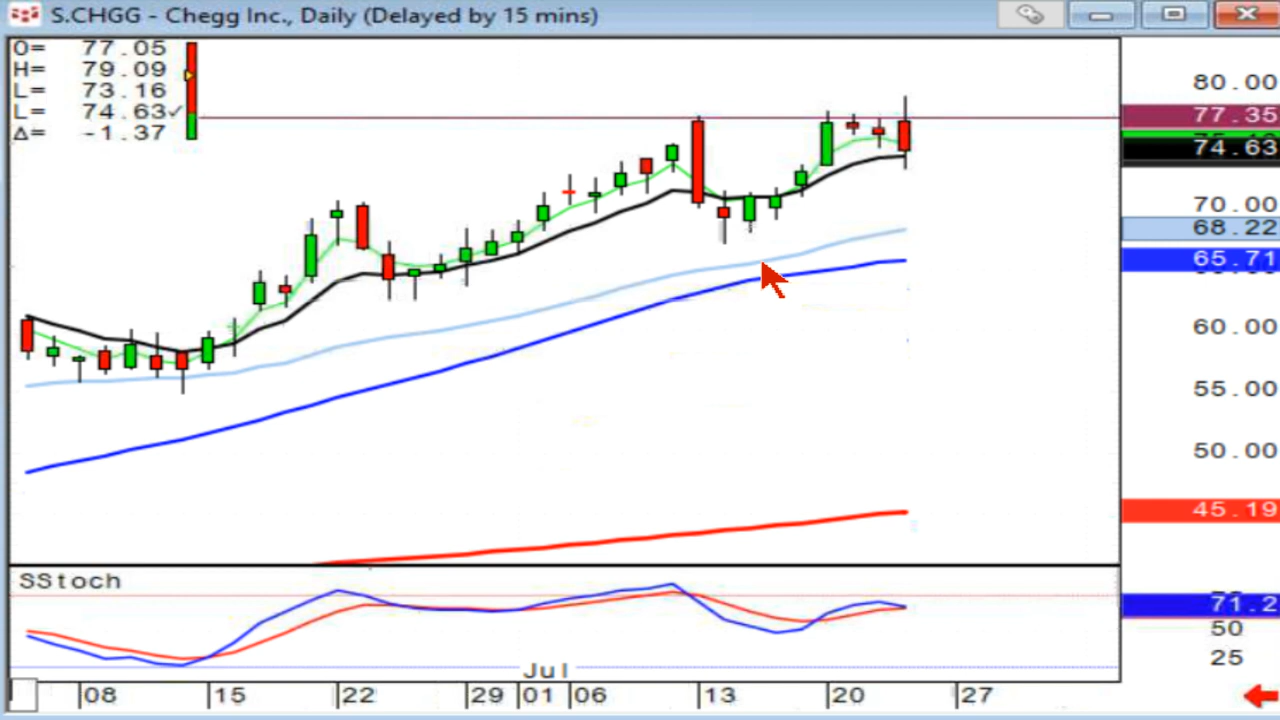 S.CHGG - Chegg Inc., Daily (Delayed by 15 mins)
O= 77.05
H= 79.09
L= 73.16
L= 74.63✓
Δ= -1.37
80.00
77.35
74.63
70.00
68.22
65.71
60.00
55.00
50.00
45.19
SStoch
71.2
50
25
Jul
08 15 22 29 01 06 13 20 27